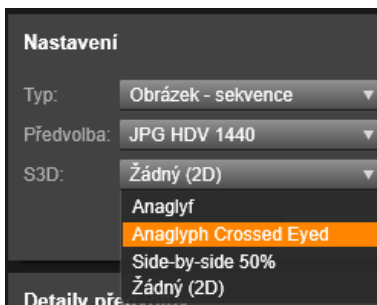 Nastavení
Typ: Obrázek - sekvence
Předvolba: JPG HDV 1440
S3D: Žádný (2D)
Anaglyf
Anaglyph Crossed Eyed
Side-by-side 50%
Žádný (2D)
Detaily